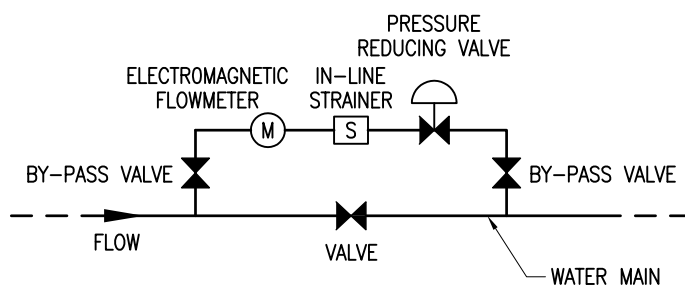 PRESSURE
REDUCING VALVE
ELECTROMAGNETIC
FLOWMETER
IN-LINE
STRAINER
M
S
BY-PASS VALVE
BY-PASS VALVE
FLOW
VALVE
WATER MAIN